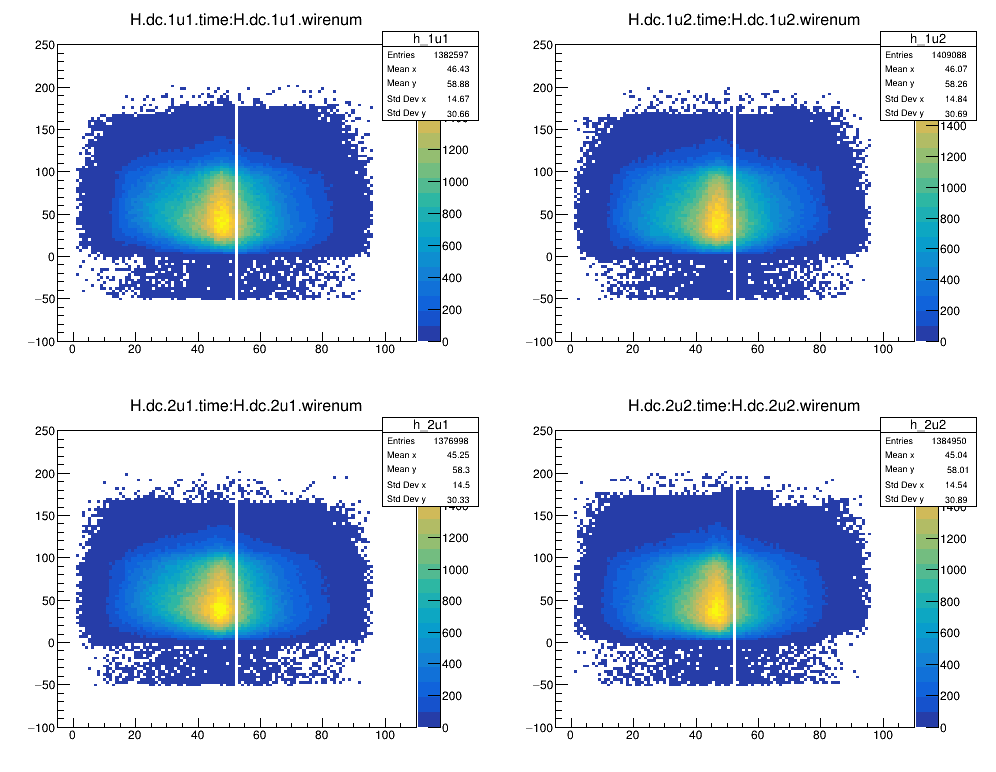 H.dc.1u1.time:H.dc.1u1.wirenum
h_1u1
Entries 1382597
Mean x 46.43
Mean y 58.88
Std Dev x 14.67
Std Dev y 30.66
250
200
150
100
50
0
−50
−100
0 20 40 60 80 100
1400
1200
1000
800
600
400
200
0
H.dc.1u2.time:H.dc.1u2.wirenum
h_1u2
Entries 1409088
Mean x 46.07
Mean y 58.26
Std Dev x 14.84
Std Dev y 30.69
250
200
150
100
50
0
−50
−100
0 20 40 60 80 100
1400
1200
1000
800
600
400
200
0
H.dc.2u1.time:H.dc.2u1.wirenum
h_2u1
Entries 1376998
Mean x 45.25
Mean y 58.3
Std Dev x 14.5
Std Dev y 30.33
250
200
150
100
50
0
−50
−100
0 20 40 60 80 100
1400
1200
1000
800
600
400
200
0
H.dc.2u2.time:H.dc.2u2.wirenum
h_2u2
Entries 1384950
Mean x 45.04
Mean y 58.01
Std Dev x 14.54
Std Dev y 30.89
250
200
150
100
50
0
−50
−100
0 20 40 60 80 100
1400
1200
1000
800
600
400
200
0